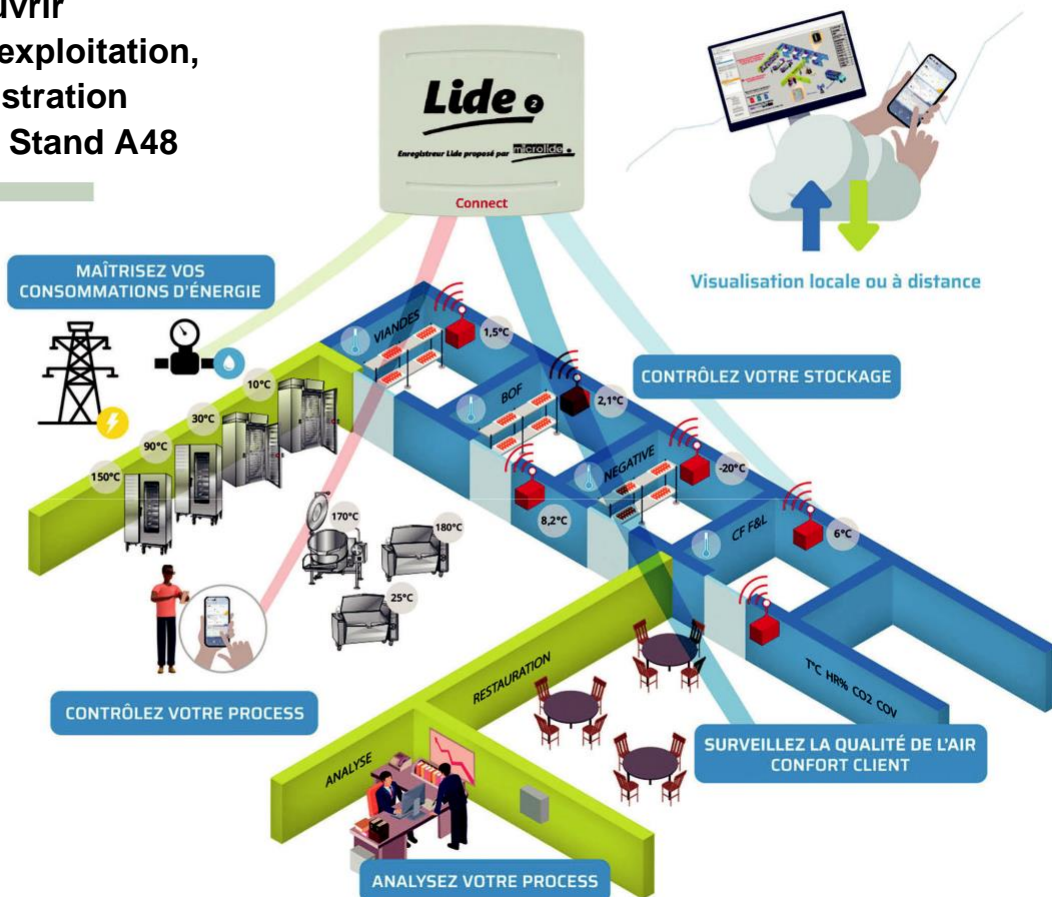 uvrir
exploitation,
stration
Stand A48
Lide 2
Enregistreur Lide proposé par microlide
Connect
Visualisation locale ou à distance
MAÎTRISEZ VOS
CONSOMMATIONS D'ÉNERGIE
VIANDES
1,5°C
CONTRÔLEZ VOTRE STOCKAGE
BOF
2,1°C
10°C
30°C
90°C
150°C
NEGATIVE
-20°C
8,2°C
CF F&L
6°C
170°C
180°C
25°C
T°C HR% CO2 COV
CONTRÔLEZ VOTRE PROCESS
RESTAURATION
SURVEILLEZ LA QUALITÉ DE L'AIR
CONFORT CLIENT
ANALYSE
ANALYSEZ VOTRE PROCESS